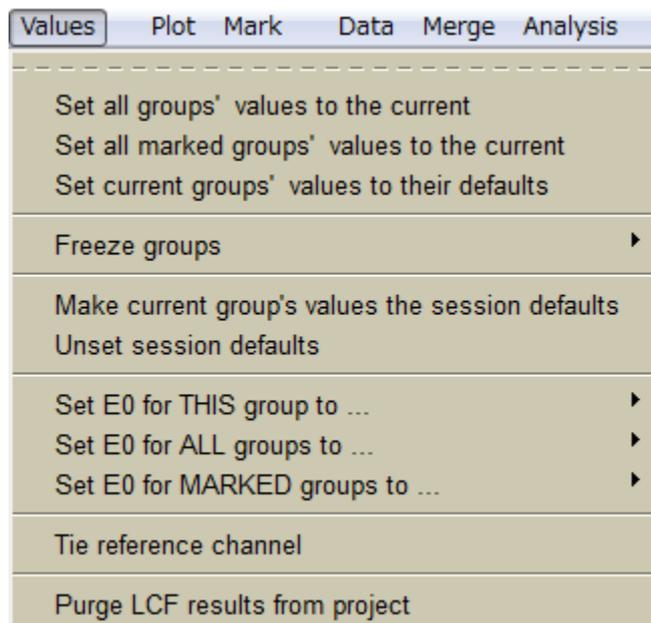 Values Plot Mark Data Merge Analysis
Set all groups' values to the current
Set all marked groups' values to the current
Set current groups' values to their defaults
Freeze groups
Make current group's values the session defaults
Unset session defaults
Set E0 for THIS group to ...
Set E0 for ALL groups to ...
Set E0 for MARKED groups to ...
Tie reference channel
Purge LCF results from project